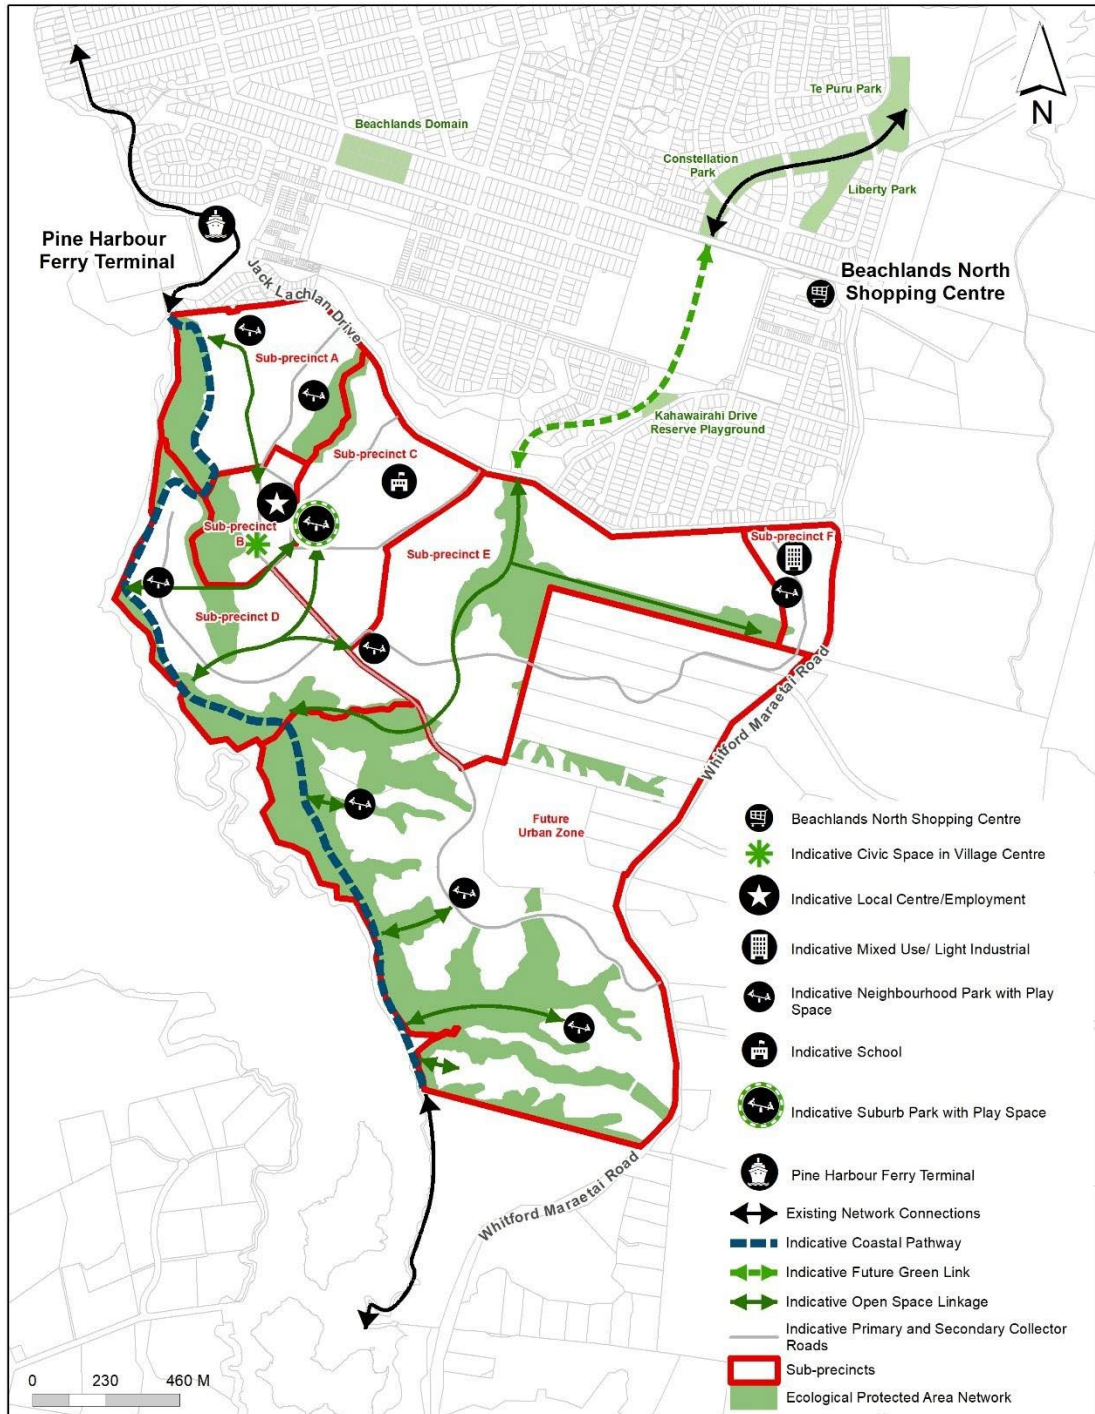 Te Puru Park
N
Beachlands Domain
Constellation
Park
Liberty Park
Pine Harbour
Ferry Terminal
Beachlands North
Shopping Centre
Jack Lachlan Drive
Sub-precinct A
Kahawairahi Drive
Reserve Playground
Sub-precinct C
Sub-precinct
B
Sub-precinct E
Sub-precinct F
Sub-precinct D
Whitford Maraetai Road
Future
Urban Zone
Beachlands North Shopping Centre
Indicative Civic Space in Village Centre
Indicative Local Centre/Employment
Indicative Mixed Use/ Light Industrial
Indicative Neighbourhood Park with Play
Space
Indicative School
Indicative Suburb Park with Play Space
Whitford Maraetai Road
Pine Harbour Ferry Terminal
Existing Network Connections
Indicative Coastal Pathway
Indicative Future Green Link
Indicative Open Space Linkage
Indicative Primary and Secondary Collector
Roads
Sub-precincts
Ecological Protected Area Network
0 230 460 M